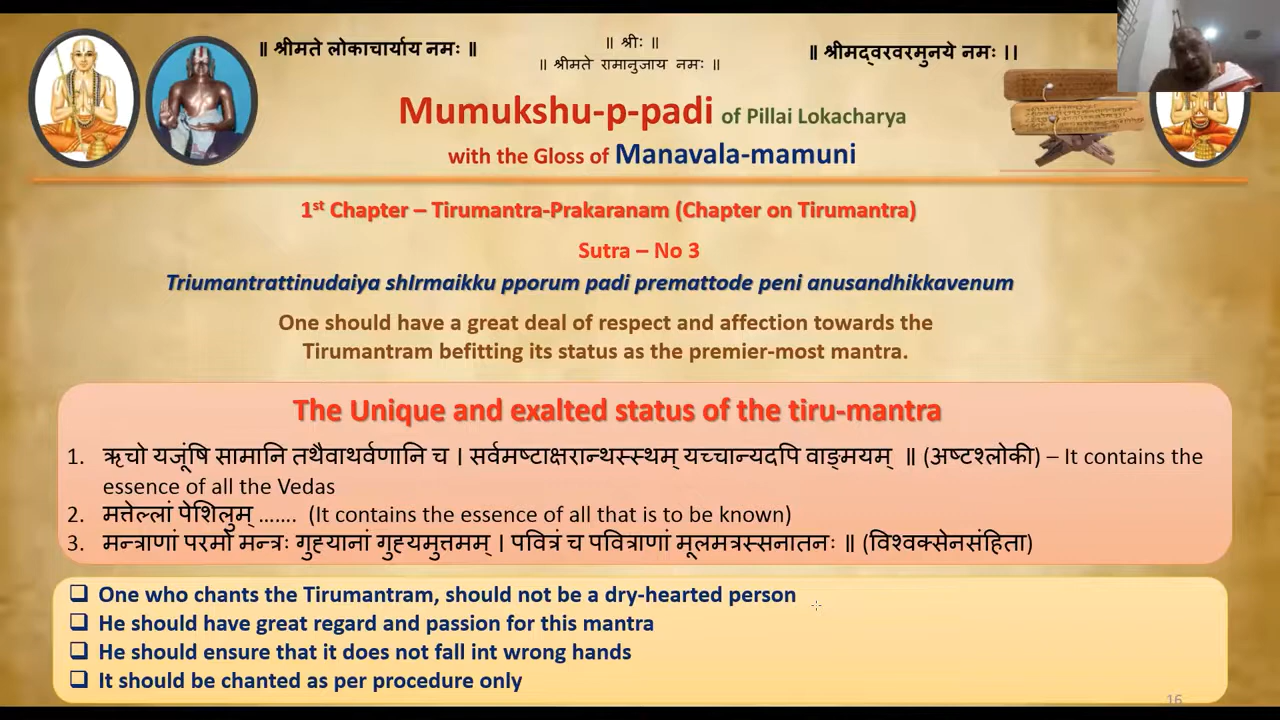 ॥ श्रीमते लोकाचार्याय नमः ॥
॥ श्रीः ॥
॥ श्रीमते रामानुजाय नमः ॥
॥ श्रीमद्वरवरमुनये नमः ।।
Mumukshu-p-padi of Pillai Lokacharya
with the Gloss of Manavala-mamuni
1st Chapter – Tirumantra-Prakaranam (Chapter on Tirumantra)
Sutra – No 3
Triumantrattinudaiya shIrmaikku pporum padi premattode peni anusandhikkavenum
One should have a great deal of respect and affection towards the
Tirumantram befitting its status as the premier-most mantra.
The Unique and exalted status of the tiru-mantra
1. ऋचो यजूंषि सामानि तथैवाथर्वणानि च । सर्वमष्टाक्षरान्थस्स्थम् यच्चान्यदपि वाङ्मयम् ॥ (अष्टश्लोकी) – It contains the
essence of all the Vedas
2. मत्तेल्लां पेशिलुम् ....... (It contains the essence of all that is to be known)
3. मन्त्राणां परमो मन्त्रः गुह्यानां गुह्यमुत्तमम् । पवित्रं च पवित्राणां मूलमत्रस्सनातनः ॥ (विश्वक्सेनसंहिता)
❑ One who chants the Tirumantram, should not be a dry-hearted person
❑ He should have great regard and passion for this mantra
❑ He should ensure that it does not fall int wrong hands
❑ It should be chanted as per procedure only
16